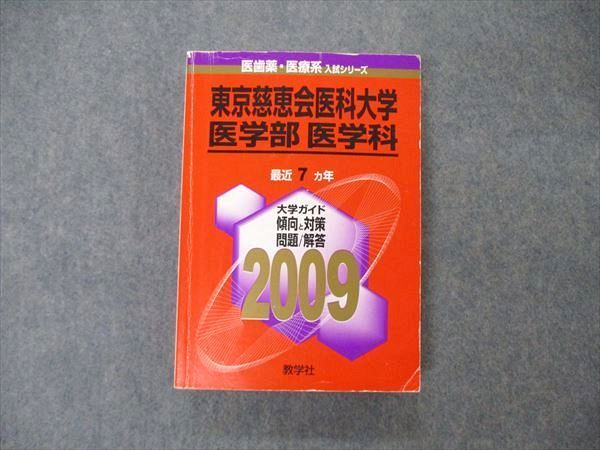 医歯薬・医療系 入試シリーズ
東京慈恵会医科大学
医学部 医学科
最近 7 ヵ年
大学ガイド
傾向と対策
問題/解答
2009
教学社